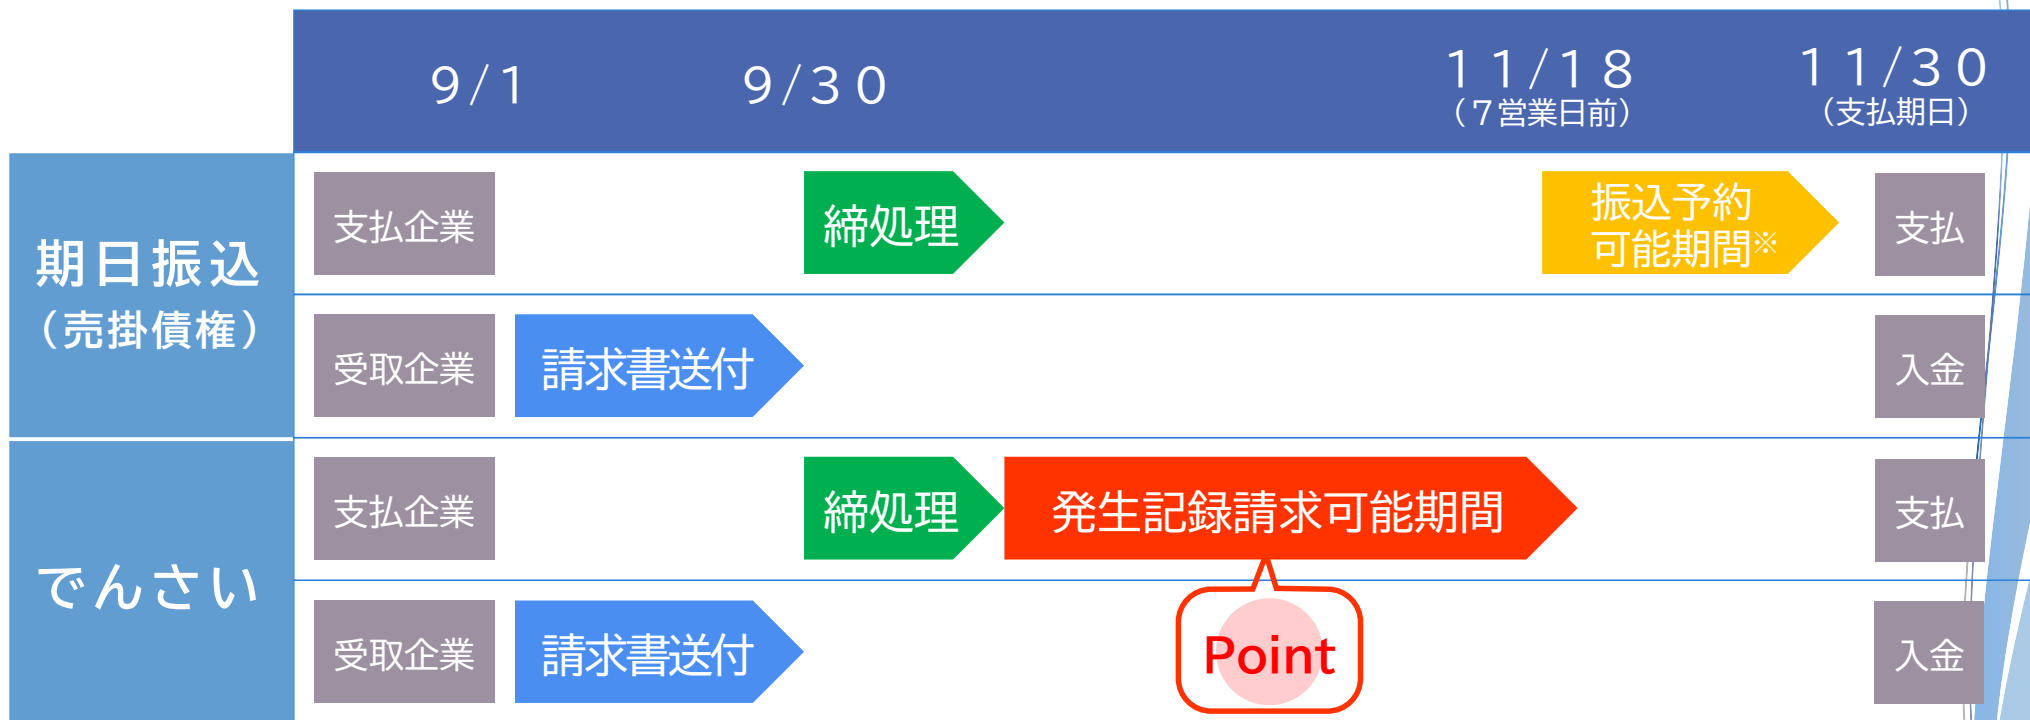 9/1
9/30
11/18
(7営業日前)
11/30
(支払期日)
期日振込
(売掛債権)
支払企業
締処理
振込予約
可能期間※
支払
受取企業
請求書送付
入金
でんさい
支払企業
締処理
発生記録請求可能期間
支払
Point
受取企業
請求書送付
入金